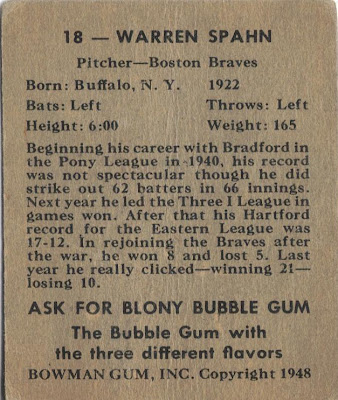 18 — WARREN SPAHN
Pitcher—Boston Braves
Born: Buffalo, N. Y. 1922
Bats: Left Throws: Left
Height: 6:00 Weight: 165
Beginning his career with Bradford in
the Pony League in 1940, his record
was not spectacular though he did
strike out 62 batters in 66 innings.
Next year he led the Three I League in
games won. After that his Hartford
record for the Eastern League was
17-12. In rejoining the Braves after
the war, he won 8 and lost 5. Last
year he really clicked—winning 21—
losing 10.
ASK FOR BLONY BUBBLE GUM
The Bubble Gum with
the three different flavors
BOWMAN GUM, INC. Copyright 1948